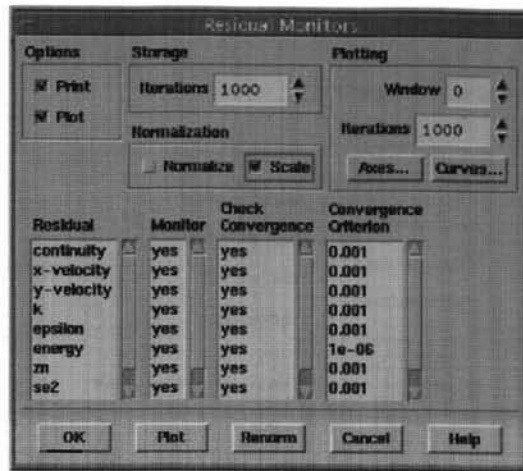 Residual Monitors
Options
Print
Plot
Storage
Iterations 1000
Normalization
Normalize Scale
Plotting
Window 0
Iterations 1000
Axes... Curves...
Residual Monitor Check Convergence Convergence Criterion
continuity yes yes 0.001
x-velocity yes yes 0.001
y-velocity yes yes 0.001
k yes yes 0.001
epsilon yes yes 0.001
energy yes yes 1e-06
zn yes yes 0.001
se2 yes yes 0.001
OK Plot Renorm Cancel Help